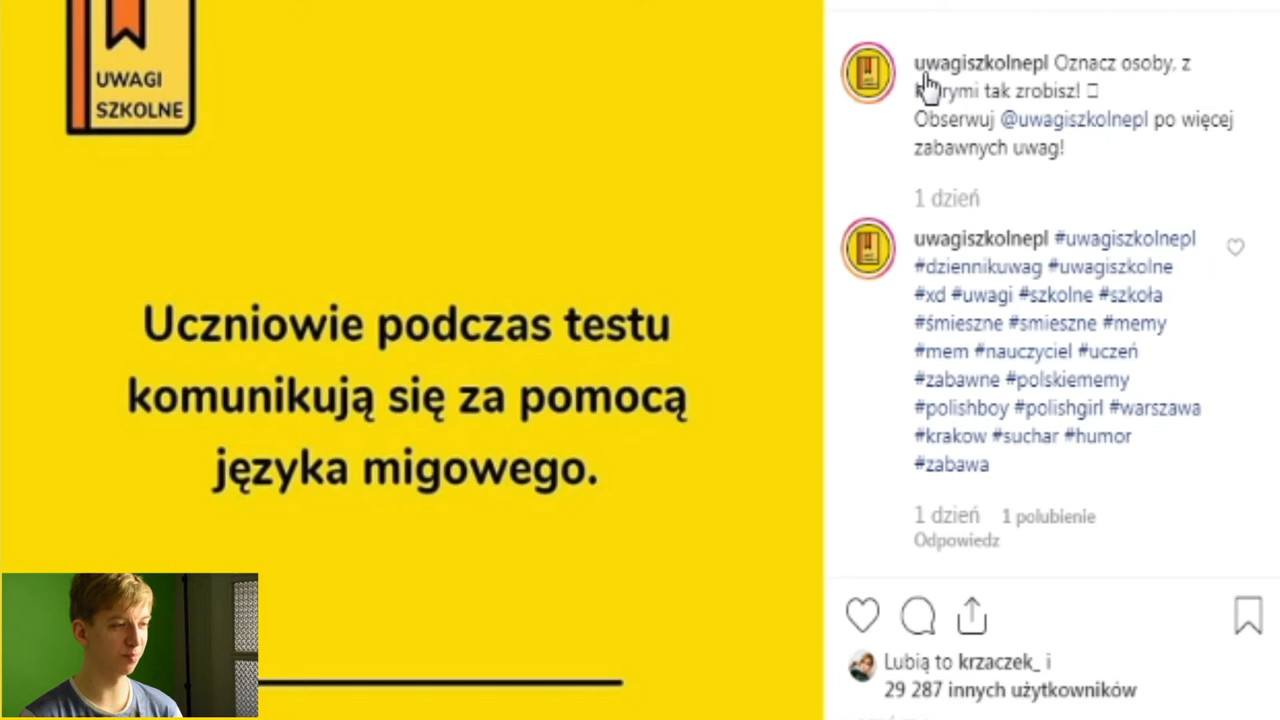 UWAGI
SZKOLNE
Uczniowie podczas testu
komunikują się za pomocą
języka migowego.
uwagiszkolnepl Oznacz osoby, z
którymi tak zrobisz!
Obserwuj @uwagiszkolnepl po więcej
zabawnych uwag!
1 dzień
uwagiszkolnepl #uwagiszkolnepl
#dziennikuwag #uwagiszkolne
#xd #uwagi #szkolne #szkoła
#śmieszne #smieszne #memy
#mem #nauczyciel #uczeń
#zabawne #polskiememy
#polishboy #polishgirl #warszawa
#krakow #suchar #humor
#zabawa
1 dzień 1 polubienie
Odpowiedz
Lubią to krzaczek_ i
29 287 innych użytkowników